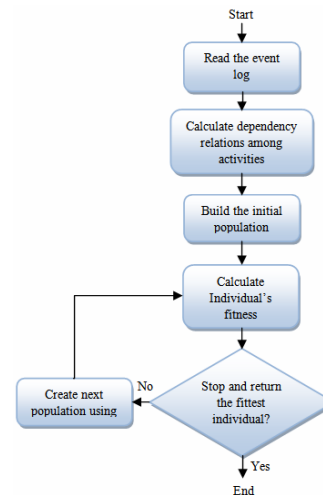 Start
Read the event
log
Calculate dependency
relations among
activities
Build the initial
population
Calculate
Individual's
fitness
Stop and return
the fittest
individual?
No
Create next
population using
Yes
End